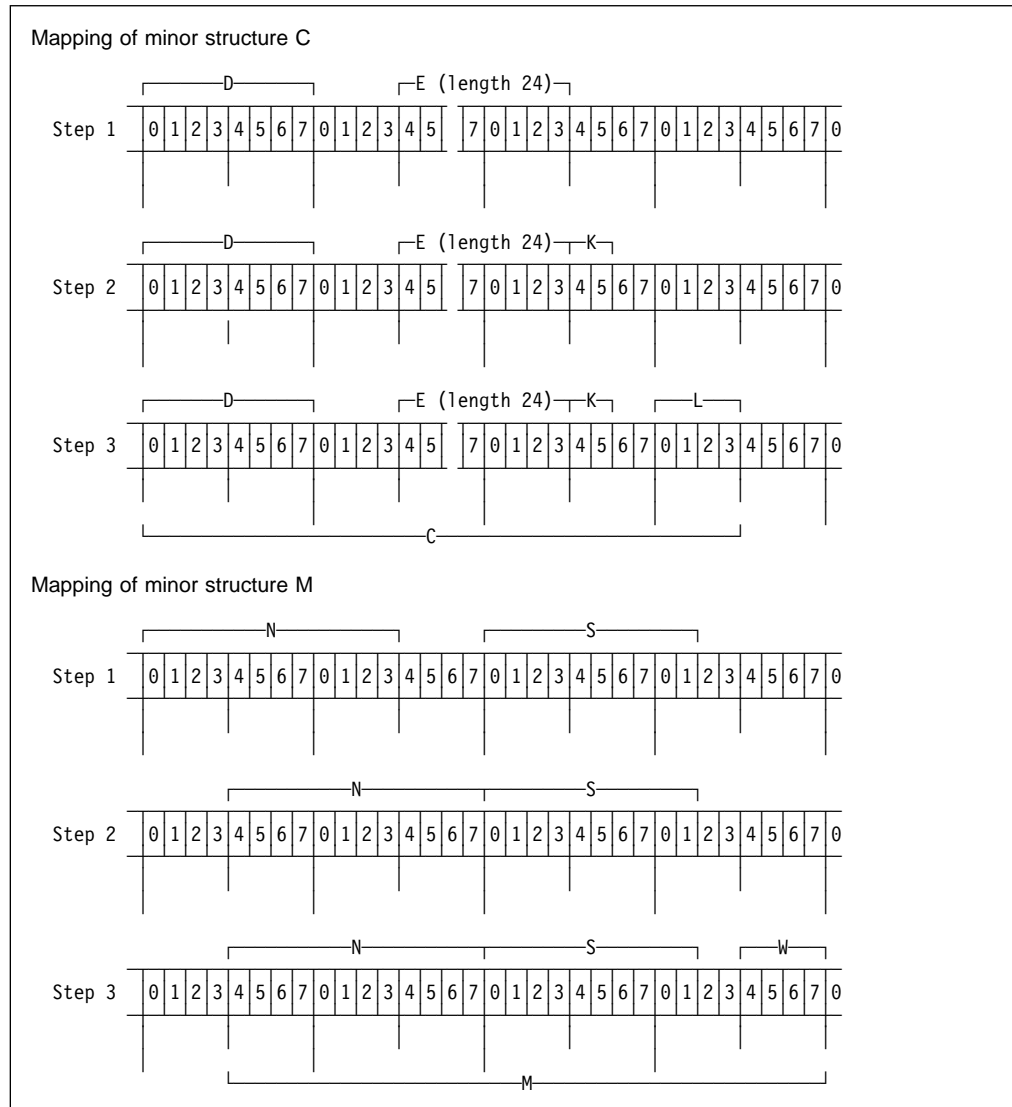 Mapping of minor structure C
D E (length 24)
Step 1 0 1 2 3 4 5 6 7 0 1 2 3 4 5 7 0 1 2 3 4 5 6 7 0 1 2 3 4 5 6 7 0
D E (length 24) K
Step 2 0 1 2 3 4 5 6 7 0 1 2 3 4 5 7 0 1 2 3 4 5 6 7 0 1 2 3 4 5 6 7 0
D E (length 24) K L
Step 3 0 1 2 3 4 5 6 7 0 1 2 3 4 5 7 0 1 2 3 4 5 6 7 0 1 2 3 4 5 6 7 0
C
Mapping of minor structure M
N S
Step 1 0 1 2 3 4 5 6 7 0 1 2 3 4 5 6 7 0 1 2 3 4 5 6 7 0 1 2 3 4 5 6 7 0
N S
Step 2 0 1 2 3 4 5 6 7 0 1 2 3 4 5 6 7 0 1 2 3 4 5 6 7 0 1 2 3 4 5 6 7 0
N S W
Step 3 0 1 2 3 4 5 6 7 0 1 2 3 4 5 6 7 0 1 2 3 4 5 6 7 0 1 2 3 4 5 6 7 0
M